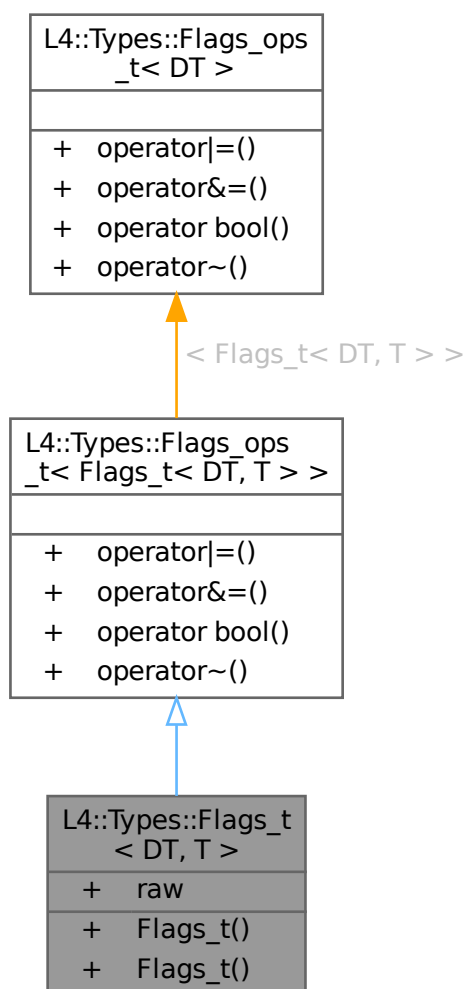 L4::Types::Flags_ops
_t< DT >
+ operator|=()
+ operator&=()
+ operator bool()
+ operator~()
< Flags_t< DT, T > >
L4::Types::Flags_ops
_t< Flags_t< DT, T > >
+ operator|=()
+ operator&=()
+ operator bool()
+ operator~()
L4::Types::Flags_t
< DT, T >
+ raw
+ Flags_t()
+ Flags_t()